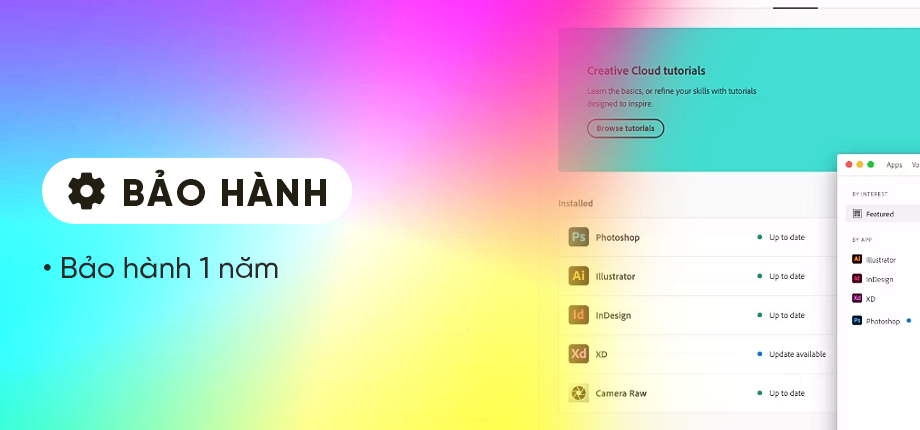 BẢO HÀNH
• Bảo hành 1 năm
Creative Cloud tutorials
Learn the basics, or refine your skills with tutorials
designed to inspire.
Browse tutorials
Installed
Ps Photoshop Up to date
Ai Illustrator Up to date
Id InDesign Up to date
Xd XD Update available
Camera Raw Up to date
Apps Yo
BY INTEREST
Featured
BY APP
Ai Illustrator
Id InDesign
Xd XD
Ps Photoshop